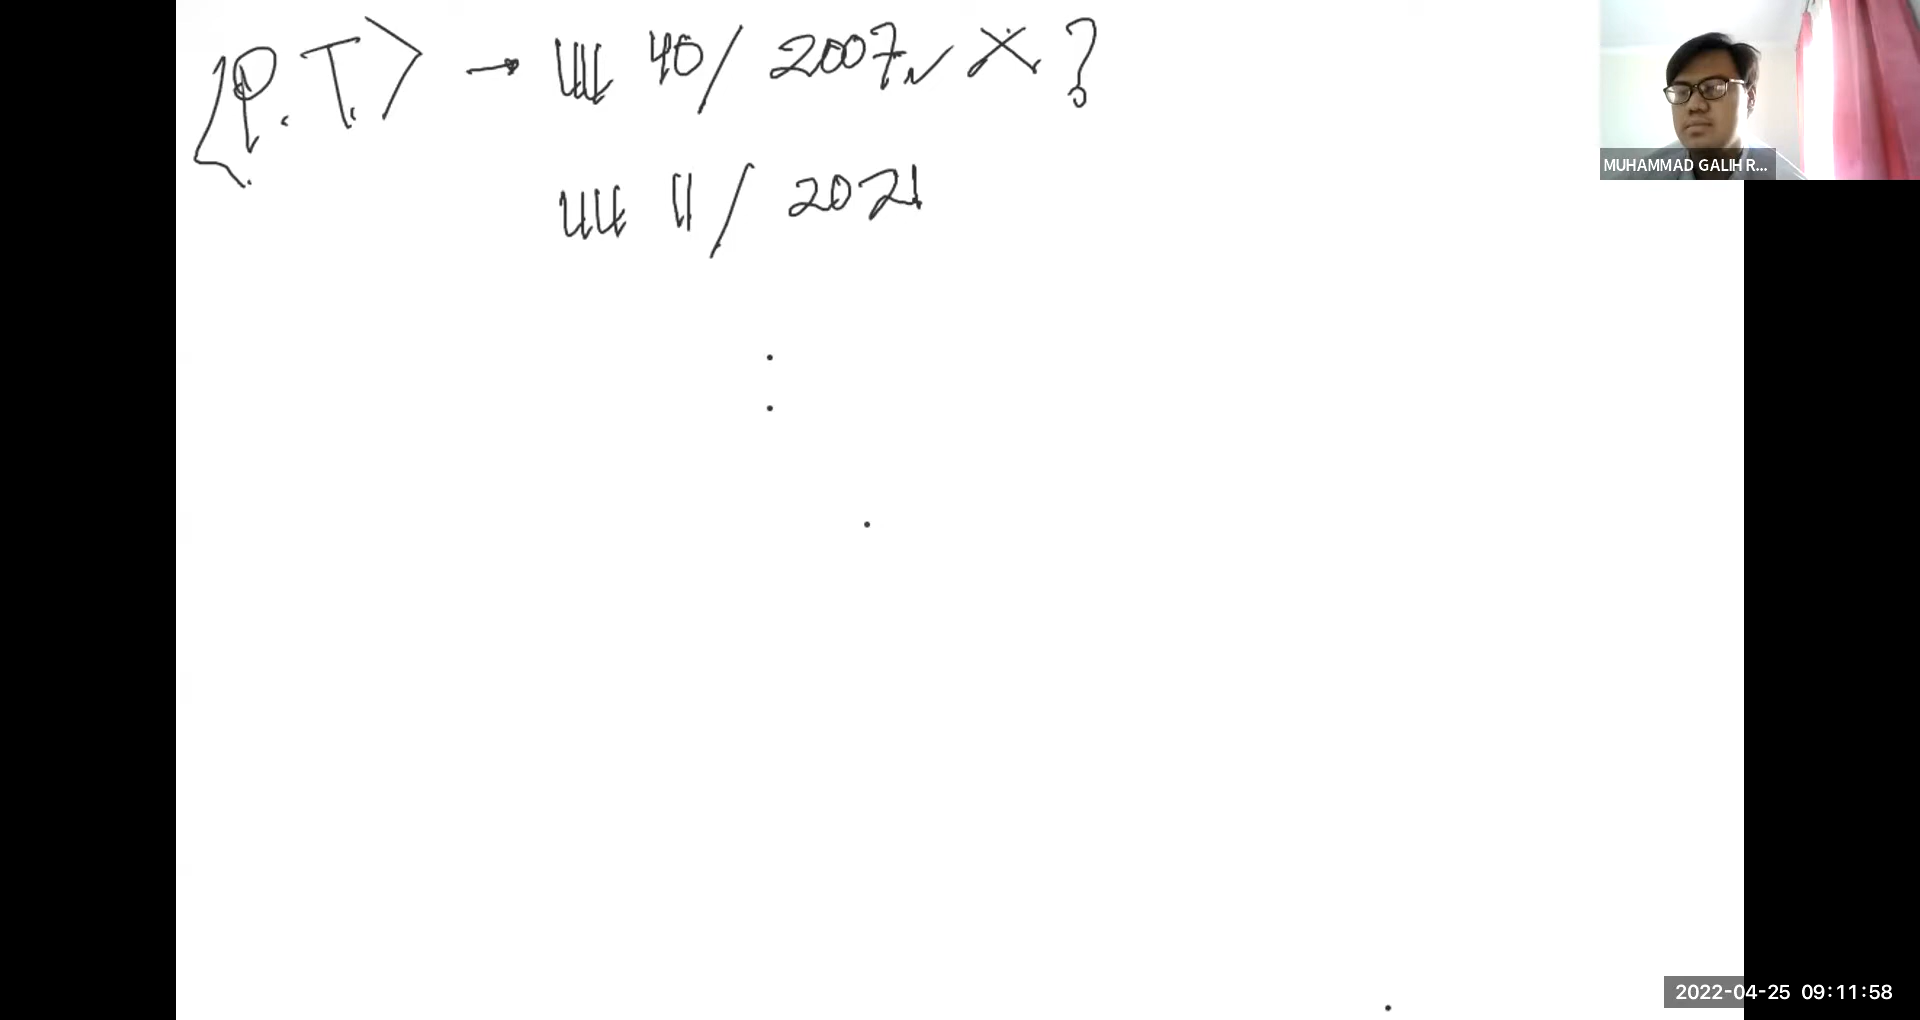 <P.T.> → UU 40/2007 ✓ X ?
UU 11/2021
MUHAMMAD GALIH R...
2022-04-25 09:11:58